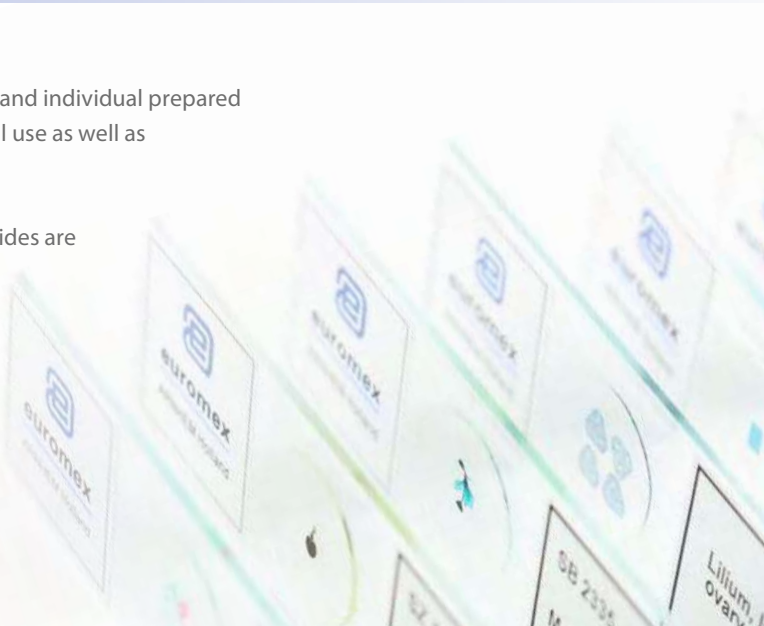 and individual prepared
l use as well as
ides are
euromex
euromex
euromex
euromex
euromex
SB 2335
Lilium,
ovary